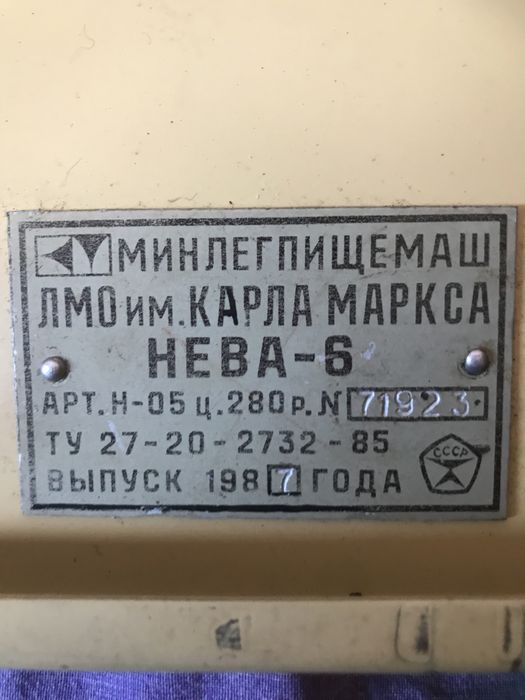 МИНЛЕГПИЩЕМАШ
ЛМО им. КАРЛА МАРКСА
НЕВА-6
АРТ. Н-05 Ц. 280 р. N 71923
ТУ 27-20-2732-85
ВЫПУСК 1987 ГОДА
СССР